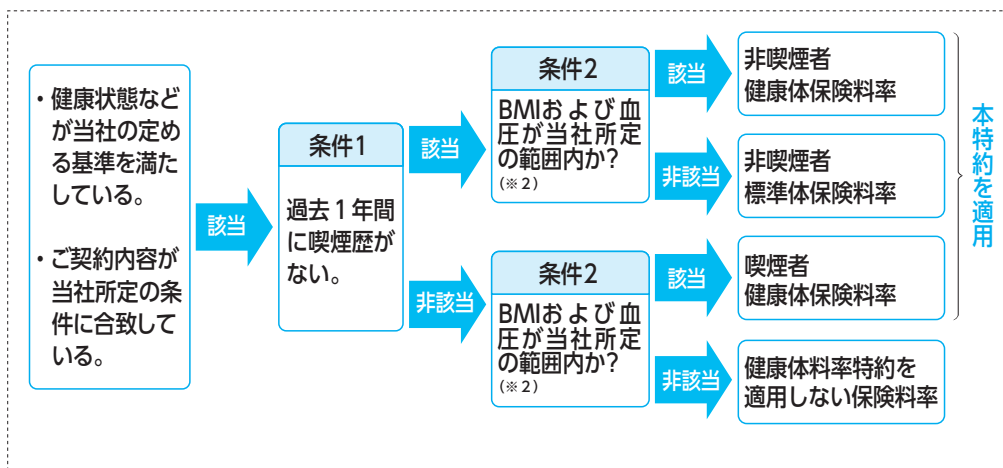 ・健康状態など
が当社の定め
る基準を満た
している。
・ご契約内容が
当社所定の条
件に合致して
いる。
該当
条件1
過去1年間
に喫煙歴が
ない。
該当
条件2
BMIおよび血
圧が当社所定
の範囲内か?
(※2)
該当
非喫煙者
健康体保険料率
非該当
非喫煙者
標準体保険料率
非該当
条件2
BMIおよび血
圧が当社所定
の範囲内か?
(※2)
該当
喫煙者
健康体保険料率
非該当
健康体料率特約を
適用しない保険料率
本特約を適用